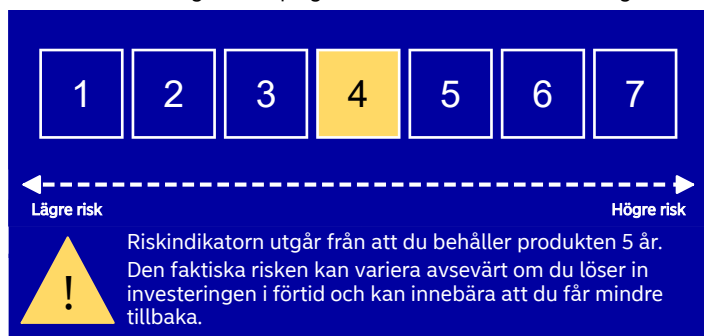 1 2 3 4 5 6 7
Lägre risk Högre risk
Riskindikatorn utgår från att du behåller produkten 5 år.
! Den faktiska risken kan variera avsevärt om du löser in
investeringen i förtid och kan innebära att du får mindre
tillbaka.